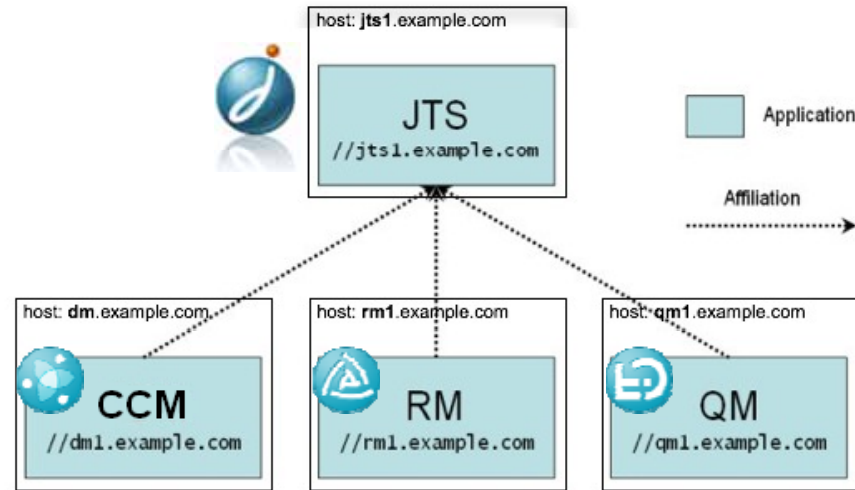 host: jts1.example.com
JTS
//jts1.example.com
Application
Affiliation
host: dm.example.com
CCM
//dm1.example.com
host: rm1.example.com
RM
//rm1.example.com
host: qm1.example.com
QM
//qm1.example.com